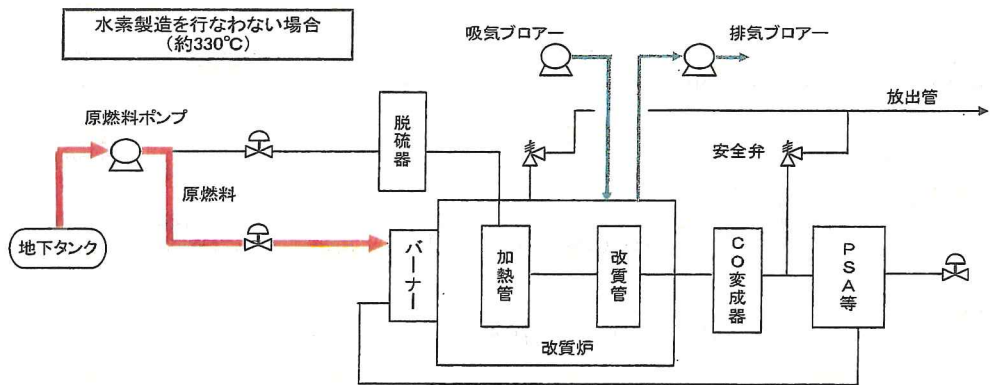 水素製造を行なわない場合
(約330℃)
吸気ブロアー
排気ブロアー
放出管
原燃料ポンプ
脱硫器
安全弁
原燃料
地下タンク
バーナー
加熱管
改質管
CO変成器
PSA等
改質炉